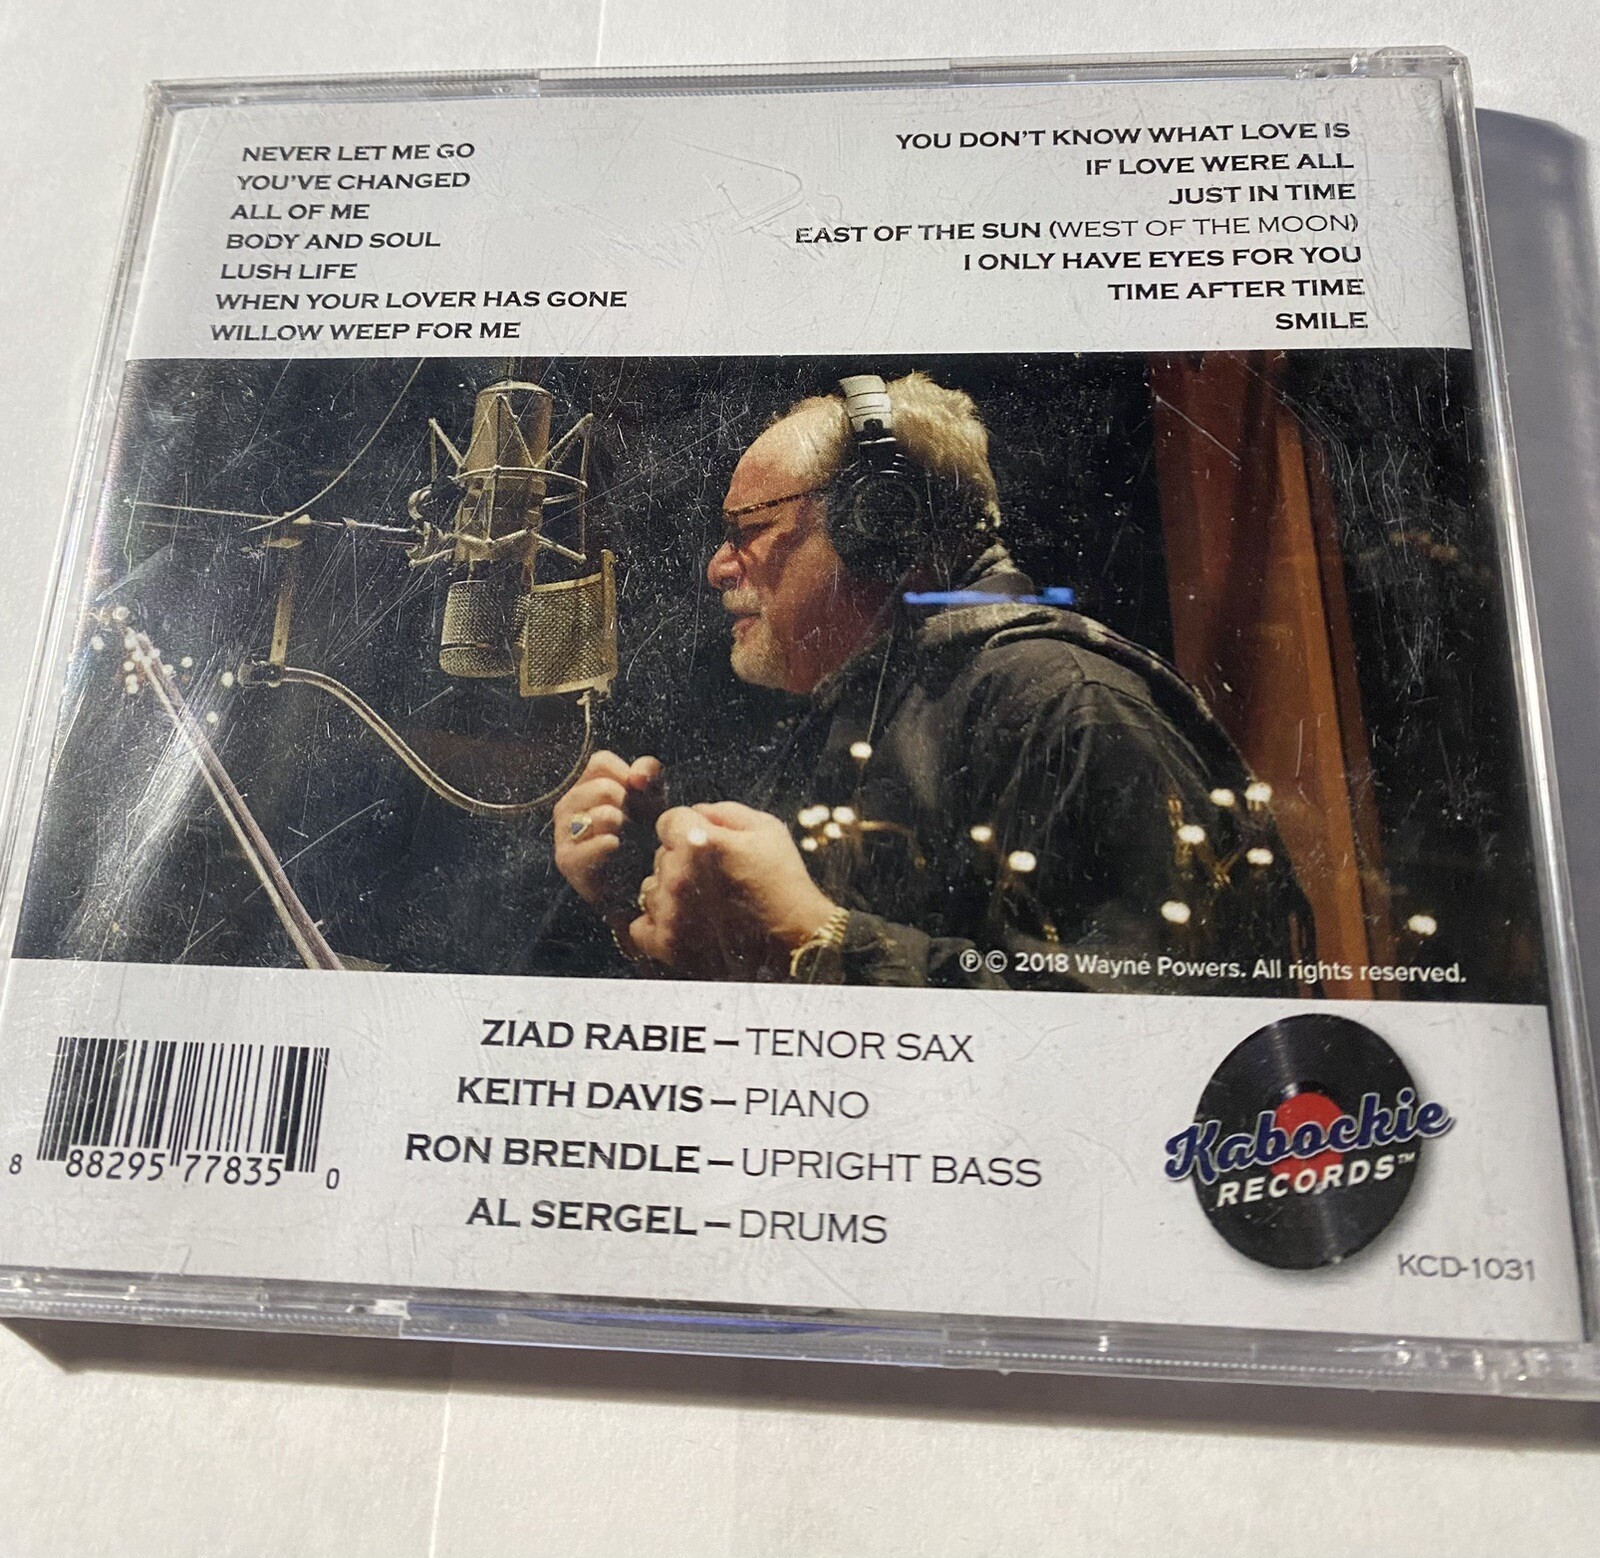 NEVER LET ME GO
YOU'VE CHANGED
ALL OF ME
BODY AND SOUL
LUSH LIFE
WHEN YOUR LOVER HAS GONE
WILLOW WEEP FOR ME
YOU DON'T KNOW WHAT LOVE IS
IF LOVE WERE ALL
JUST IN TIME
EAST OF THE SUN (WEST OF THE MOON)
I ONLY HAVE EYES FOR YOU
TIME AFTER TIME
SMILE
℗© 2018 Wayne Powers. All rights reserved.
ZIAD RABIE – TENOR SAX
KEITH DAVIS – PIANO
RON BRENDLE – UPRIGHT BASS
AL SERGEL – DRUMS
8 88295 77835 0
Kabockie
RECORDS™
KCD-1031